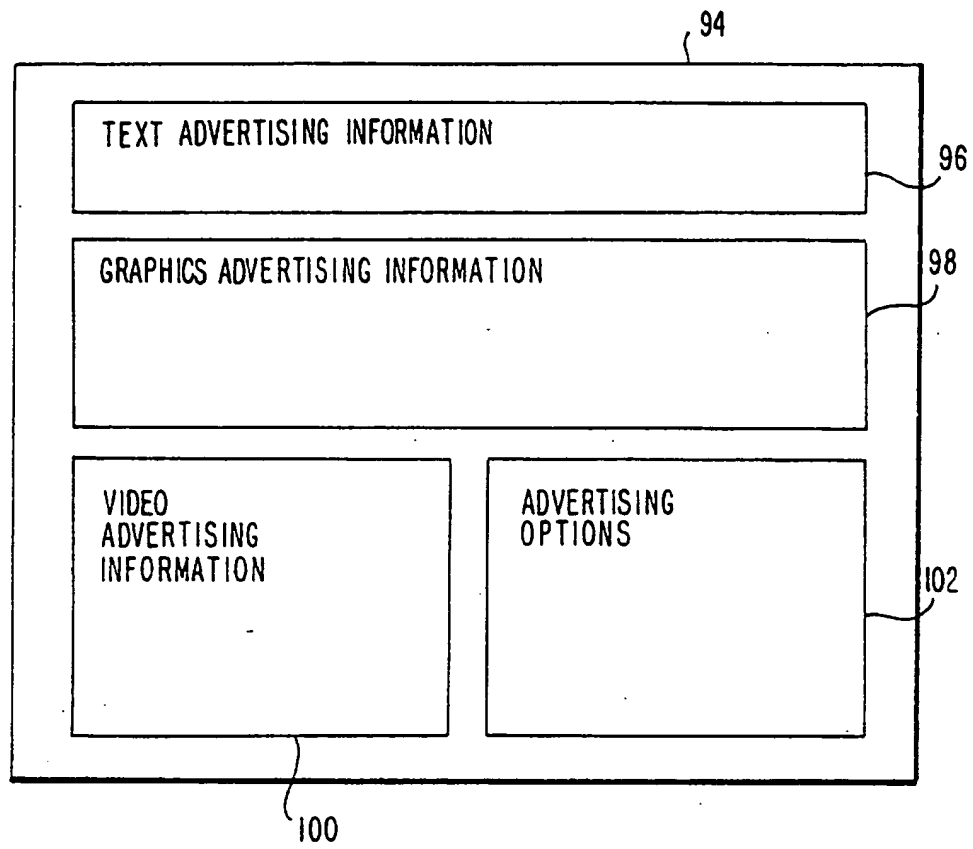 94
TEXT ADVERTISING INFORMATION
96
GRAPHICS ADVERTISING INFORMATION
98
VIDEO
ADVERTISING
INFORMATION
ADVERTISING
OPTIONS
102
100